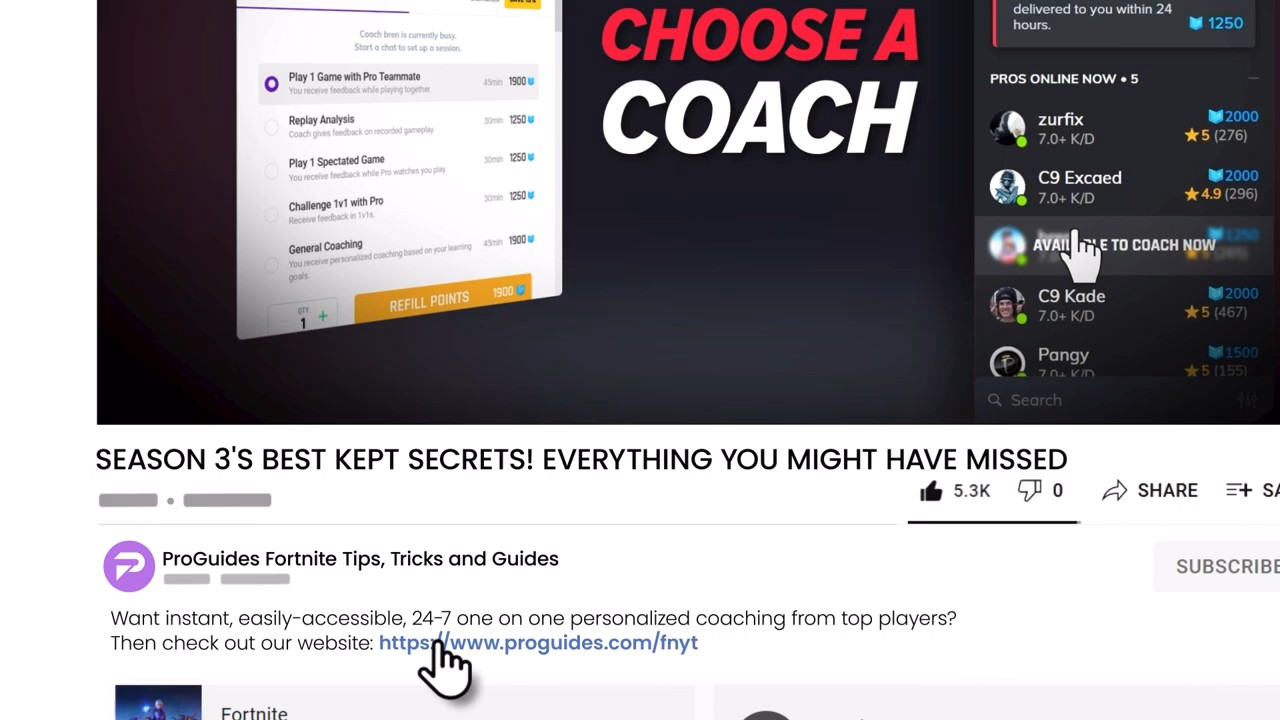 SAVE 15%
Coach bren is currently busy.
Start a chat to set up a session.
Play 1 Game with Pro Teammate
You receive feedback while playing together.
45min 1900
Replay Analysis
Coach gives feedback on recorded gameplay.
30min 1250
Play 1 Spectated Game
You receive feedback while Pro watches you play.
30min 1250
Challenge 1v1 with Pro
Receive feedback in 1v1s.
30min 1250
General Coaching
You receive personalized coaching based on your learning
goals.
45min 1900
QTY
− 1 +
REFILL POINTS 1900
CHOOSE A
COACH
delivered to you within 24
hours.
1250
PROS ONLINE NOW • 5
zurfix 2000
7.0+ K/D 5 (276)
C9 Excaed 2000
7.0+ K/D 4.9 (296)
TO COACH NOW
C9 Kade 2000
7.0+ K/D 5 (467)
Pangy 1500
7.0+ K/D 5 (155)
Search
SEASON 3'S BEST KEPT SECRETS! EVERYTHING YOU MIGHT HAVE MISSED
5.3K 0 SHARE SA
ProGuides Fortnite Tips, Tricks and Guides
SUBSCRIBE
Want instant, easily-accessible, 24-7 one on one personalized coaching from top players?
Then check out our website: https://www.proguides.com/fnyt
Fortnite